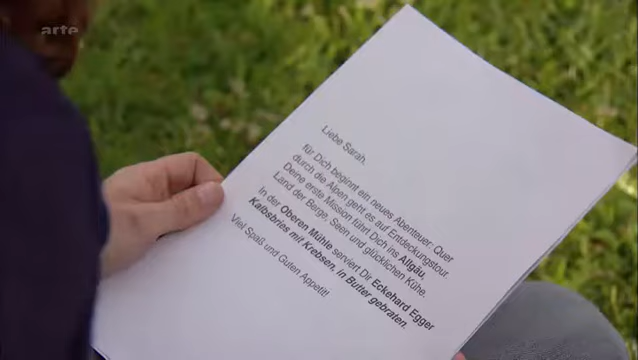 arte
Liebe Sarah,
für Dich beginnt ein neues Abenteuer: Quer
durch die Alpen geht es auf Entdeckungstour.
Deine erste Mission führt Dich ins Allgäu,
Land der Berge, Seen und glücklichen Kühe.
In der Oberen Mühle serviert Dir Eckehard Egger
Kalbsbries mit Krebsen, in Butter gebraten.
Viel Spaß und Guten Appetit!